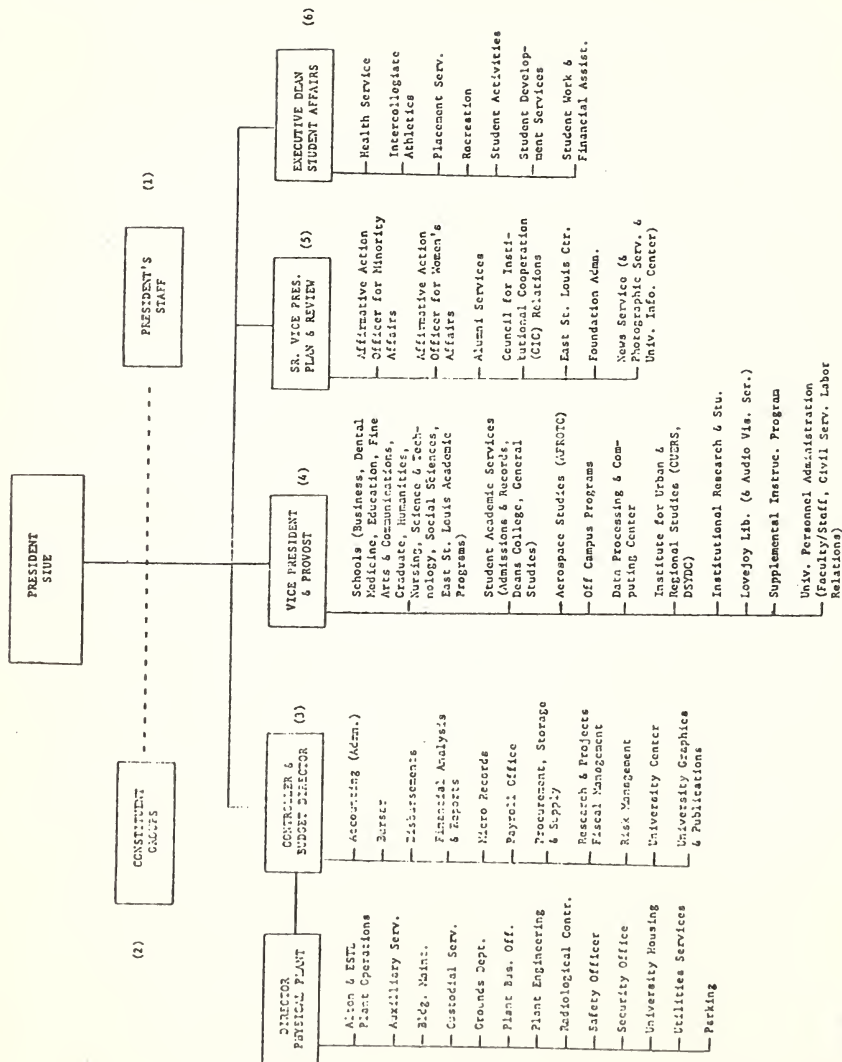 PRESIDENT
SIUE
CONSTITUENT
GROUPS
(2)
PRESIDENT'S
STAFF
(1)
DIRECTOR
PHYSICAL PLANT
Alton & ESTL
Plant Operations
Auxiliary Serv.
Bldg. Maint.
Custodial Serv.
Grounds Dept.
Plant Bus. Off.
Plant Engineering
Radiological Contr.
Safety Officer
Security Office
University Housing
Utilities Services
Parking
CONTROLLER &
BUDGET DIRECTOR
(3)
Accounting (Adm.)
Bursar
Disbursements
Financial Analysis
& Reports
Micro Records
Payroll Office
Procurement, Storage
& Supply
Research & Projects
Fiscal Management
Risk Management
University Center
University Graphics
& Publications
VICE PRESIDENT
& PROVOST
(4)
Schools (Business, Dental
Medicine, Education, Fine
Arts & Communications,
Graduate, Humanities,
Nursing, Science & Tech-
nology, Social Sciences,
East St. Louis Academic
Programs)
Student Academic Services
(Admissions & Records,
Deans College, General
Studies)
Aerospace Studies (AFROTC)
Off Campus Programs
Data Processing & Com-
puting Center
Institute for Urban &
Regional Studies (CUERS,
DSYDC)
Institutional Research & Stu.
Lovejoy Lib. (& Audio Vis. Ser.)
Supplemental Instruc. Program
Univ. Personnel Administration
(Faculty/Staff, Civil Serv. Labor
Relations)
SR. VICE PRES.
PLAN & REVIEW
(5)
Affirmative Action
Officer for Minority
Affairs
Affirmative Action
Officer for Women's
Affairs
Alumni Services
Council for Insti-
tutional Cooperation
(CIC) Relations
East St. Louis Ctr.
Foundation Admn.
News Service (&
Photographic Serv. &
Univ. Info. Center)
EXECUTIVE DEAN
STUDENT AFFAIRS
(6)
Health Service
Intercollegiate
Athletics
Placement Serv.
Recreation
Student Activities
Student Develop-
ment Services
Student Work &
Financial Assist.